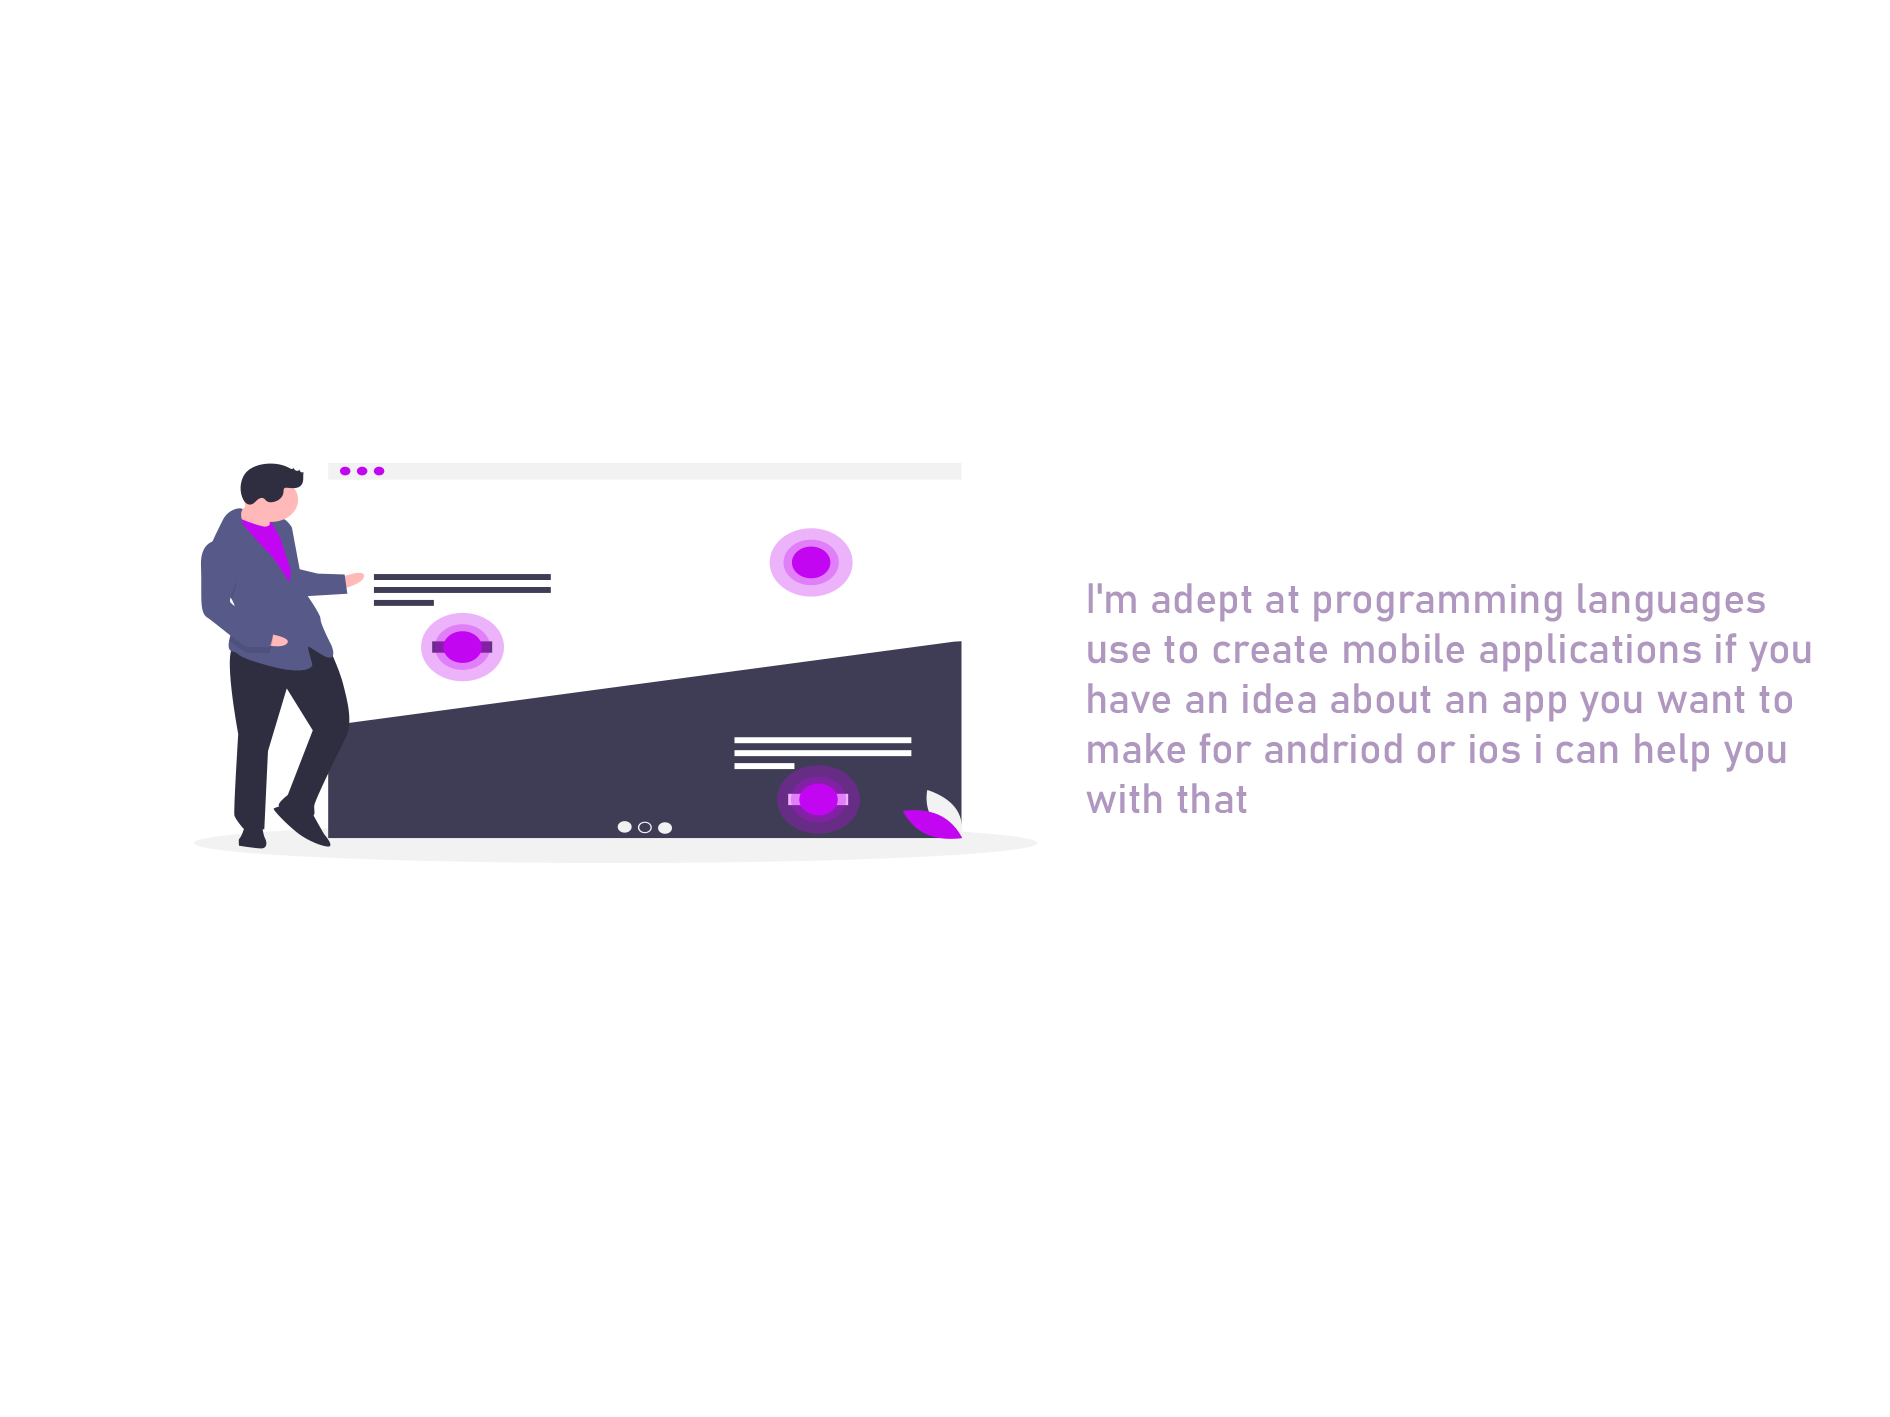 I'm adept at programming languages
use to create mobile applications if you
have an idea about an app you want to
make for andriod or ios i can help you
with that